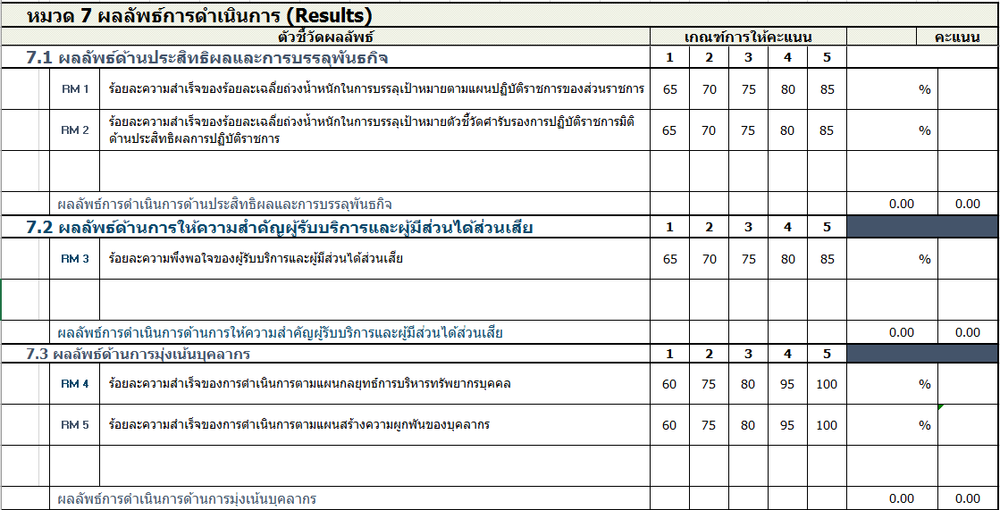 หมวด 7 ผลลัพธ์การดำเนินการ (Results)
ตัวชี้วัดผลลัพธ์ เกณฑ์การให้คะแนน คะแนน
7.1 ผลลัพธ์ด้านประสิทธิผลและการบรรลุพันธกิจ 1 2 3 4 5
RM 1 ร้อยละความสำเร็จของร้อยละเฉลี่ยถ่วงน้ำหนักในการบรรลุเป้าหมายตามแผนปฏิบัติราชการของส่วนราชการ 65 70 75 80 85 %
RM 2 ร้อยละความสำเร็จของร้อยละเฉลี่ยถ่วงน้ำหนักในการบรรลุเป้าหมายตัวชี้วัดคำรับรองการปฏิบัติราชการมิติ 65 70 75 80 85 %
ด้านประสิทธิผลการปฏิบัติราชการ
ผลลัพธ์การดำเนินการด้านประสิทธิผลและการบรรลุพันธกิจ 0.00 0.00
7.2 ผลลัพธ์ด้านการให้ความสำคัญผู้รับบริการและผู้มีส่วนได้ส่วนเสีย 1 2 3 4 5
RM 3 ร้อยละความพึงพอใจของผู้รับบริการและผู้มีส่วนได้ส่วนเสีย 65 70 75 80 85 %
ผลลัพธ์การดำเนินการด้านการให้ความสำคัญผู้รับบริการและผู้มีส่วนได้ส่วนเสีย 0.00 0.00
7.3 ผลลัพธ์ด้านการมุ่งเน้นบุคลากร 1 2 3 4 5
RM 4 ร้อยละความสำเร็จของการดำเนินการตามแผนกลยุทธ์การบริหารทรัพยากรบุคคล 60 75 80 95 100 %
RM 5 ร้อยละความสำเร็จของการดำเนินการตามแผนสร้างความผูกพันของบุคลากร 60 75 80 95 100 %
ผลลัพธ์การดำเนินการด้านการมุ่งเน้นบุคลากร 0.00 0.00